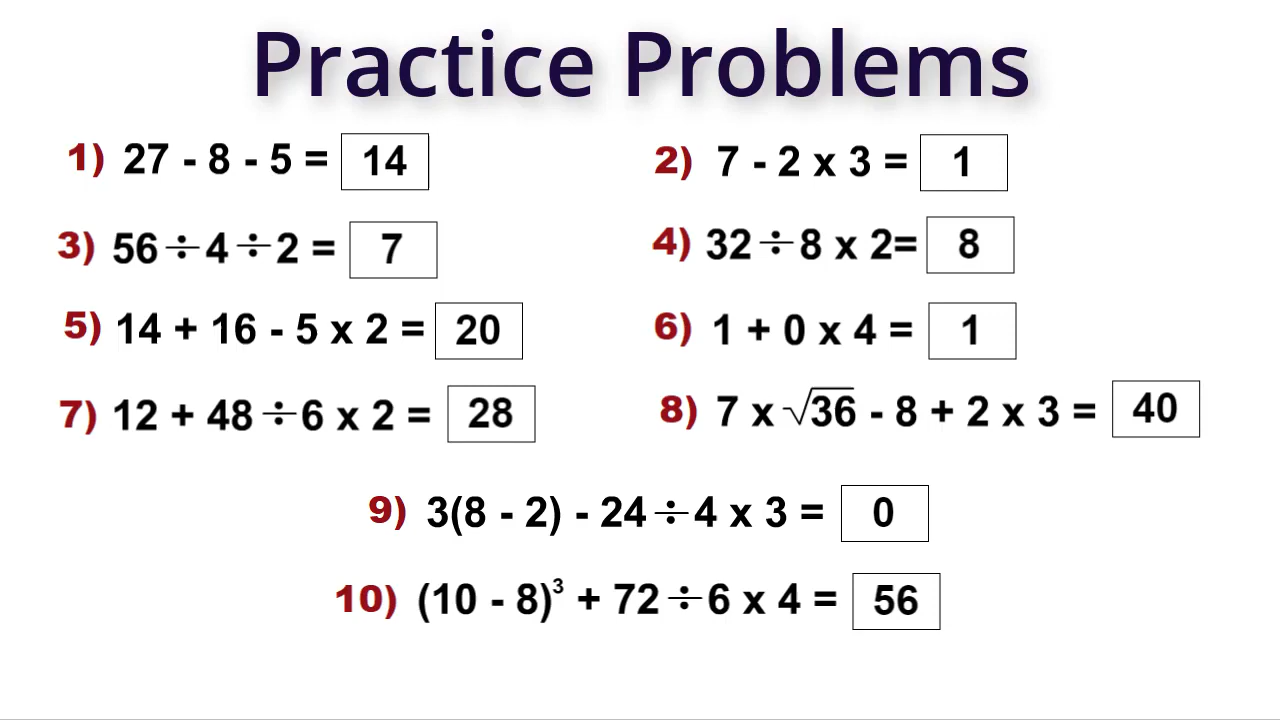 Practice Problems
1) 27 - 8 - 5 = 14
2) 7 - 2 x 3 = 1
3) 56 ÷ 4 ÷ 2 = 7
4) 32 ÷ 8 x 2= 8
5) 14 + 16 - 5 x 2 = 20
6) 1 + 0 x 4 = 1
7) 12 + 48 ÷ 6 x 2 = 28
8) 7 x √36 - 8 + 2 x 3 = 40
9) 3(8 - 2) - 24 ÷ 4 x 3 = 0
10) (10 - 8)³ + 72 ÷ 6 x 4 = 56